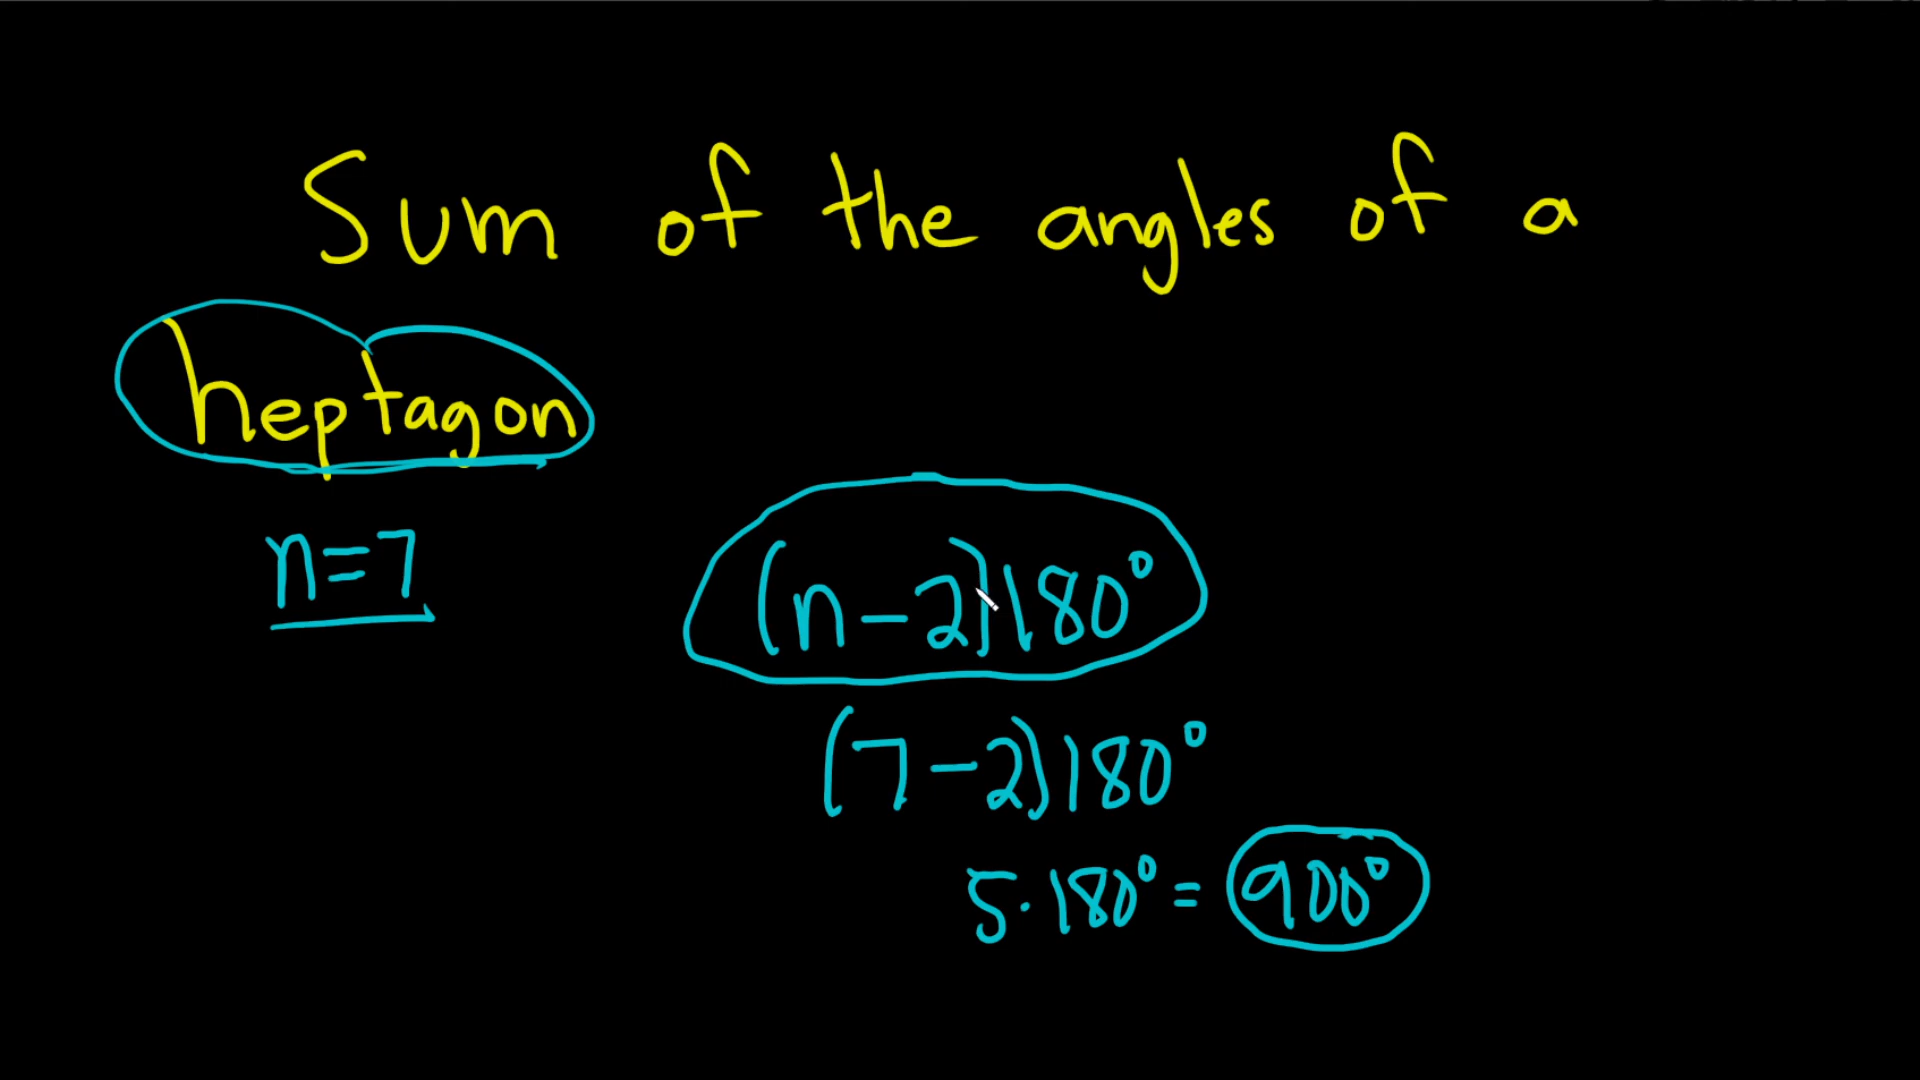 Sum of the angles of a
heptagon
n=7
(n-2)180°
(7-2)180°
5·180°=900°